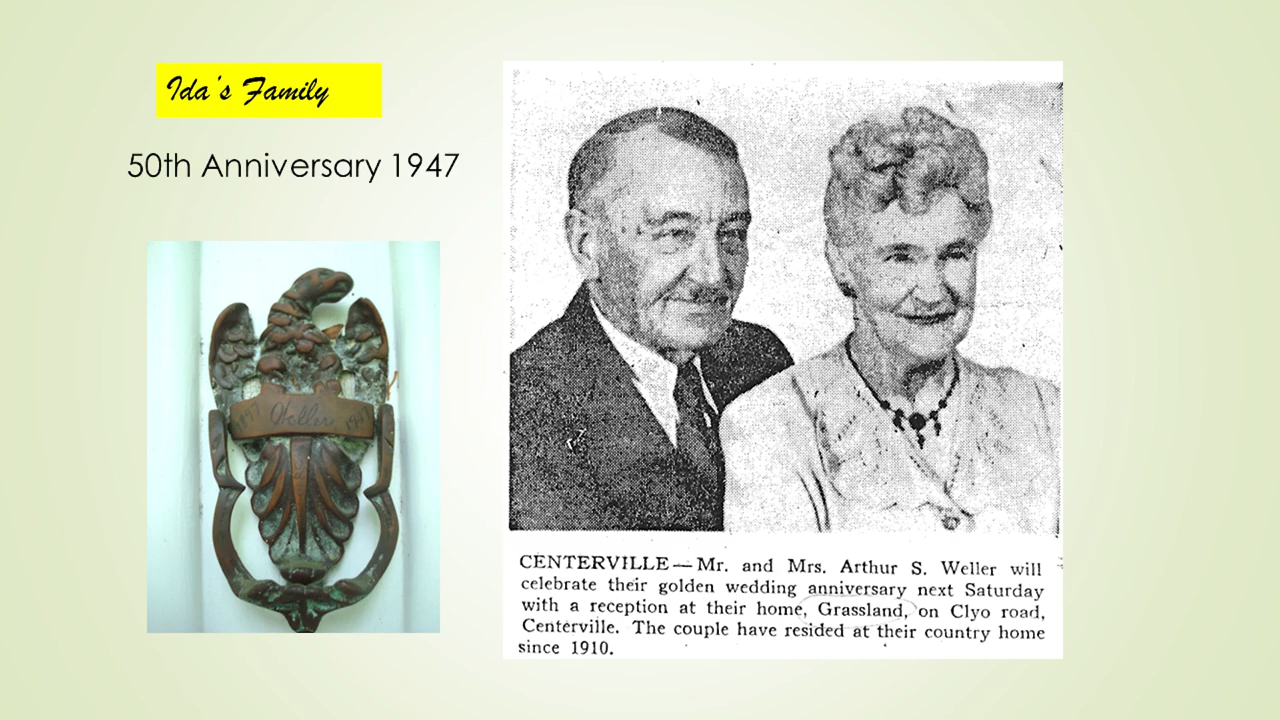 Ida's Family
50th Anniversary 1947
1897 Weller 1947
CENTERVILLE—Mr. and Mrs. Arthur S. Weller will
celebrate their golden wedding anniversary next Saturday
with a reception at their home, Grassland, on Clyo road,
Centerville. The couple have resided at their country home
since 1910.